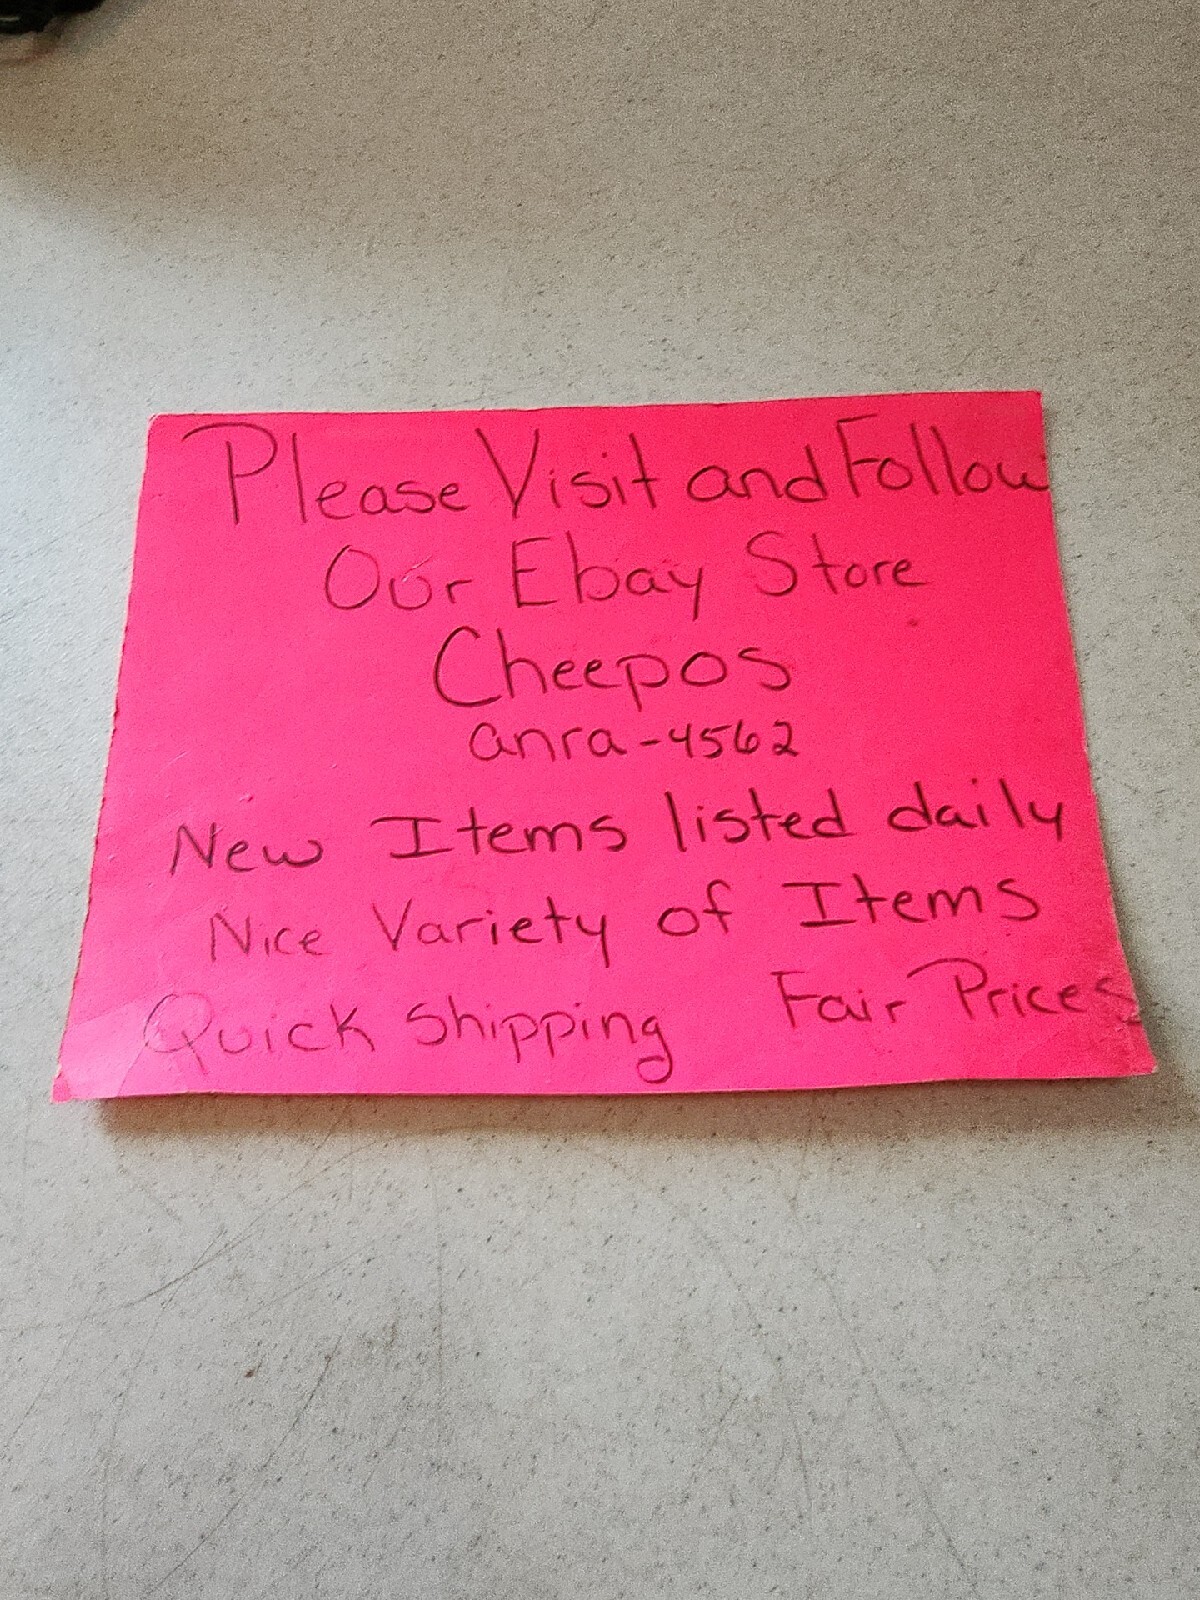 Please Visit and Follow
Our Ebay Store
Cheepos
anra-4562
New Items listed daily
Nice Variety of Items
Quick Shipping Fair Prices